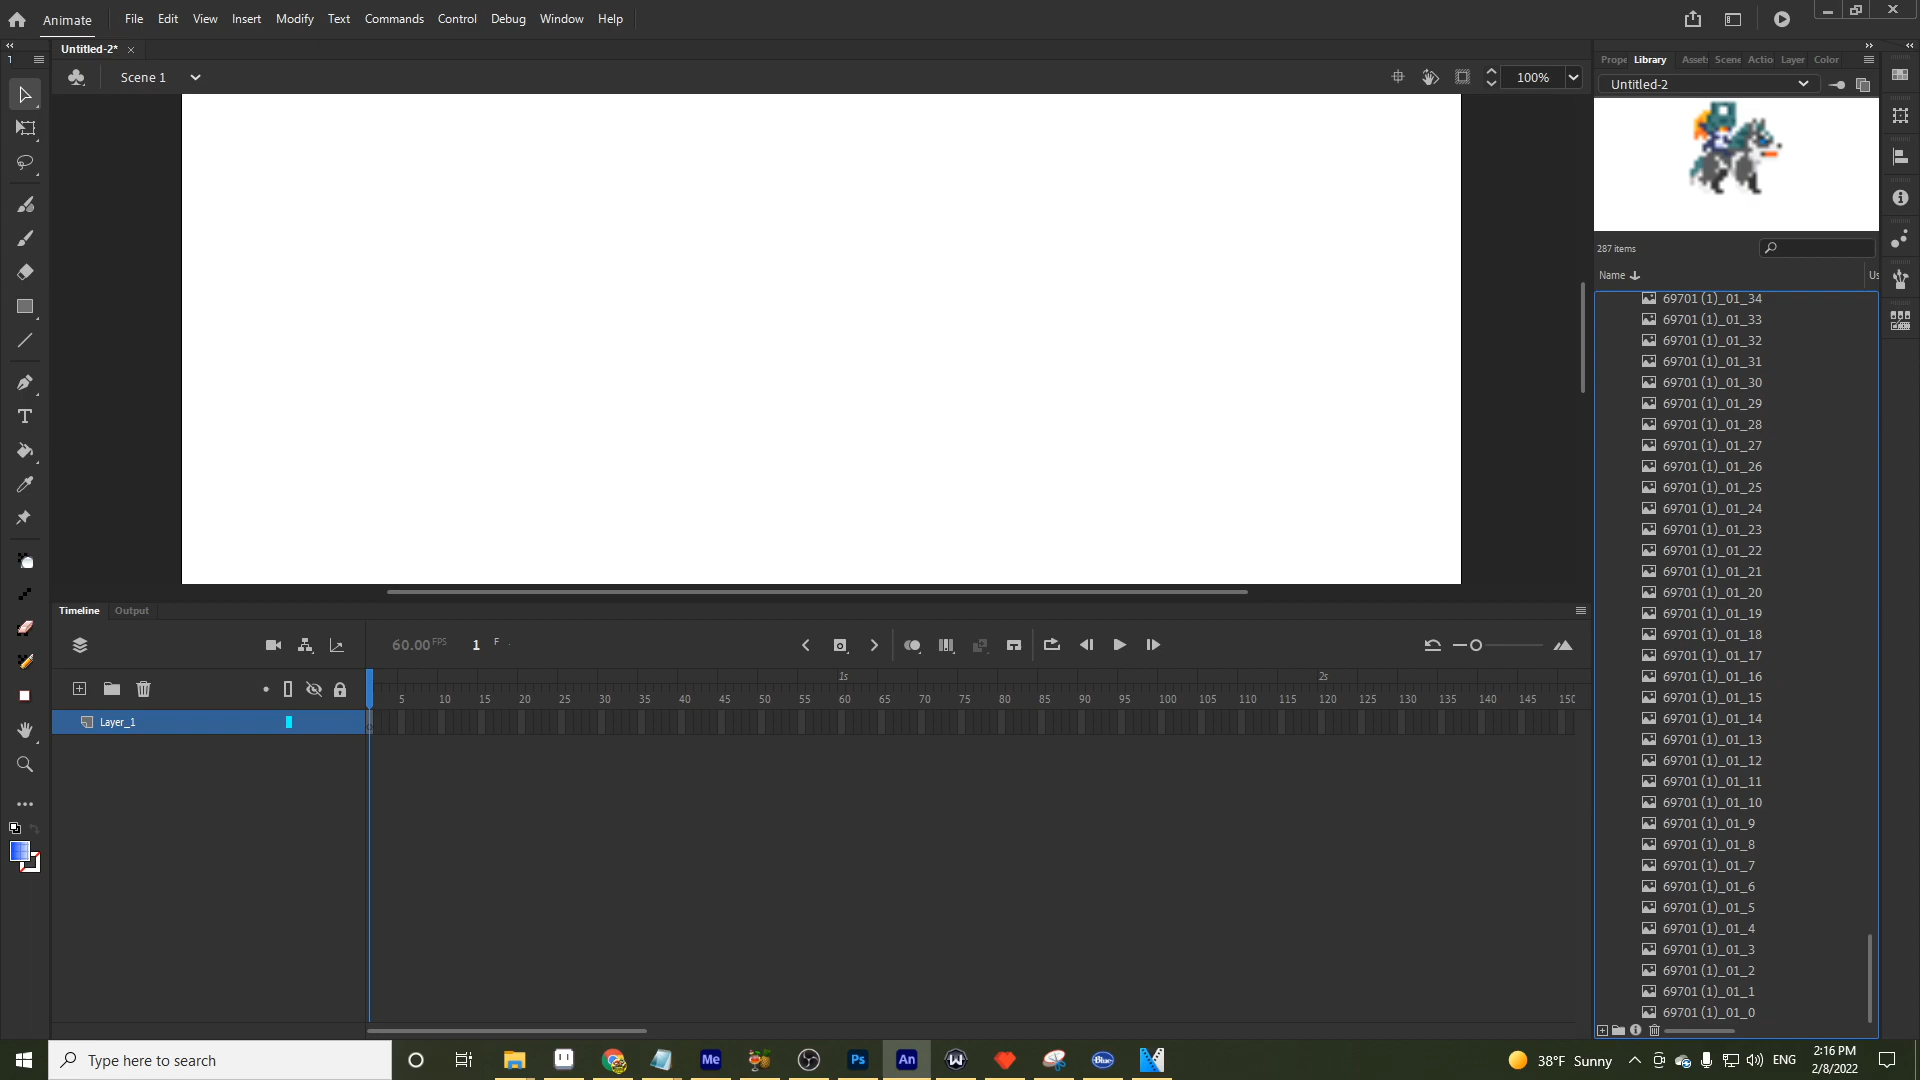 Animate File Edit View Insert Modify Text Commands Control Debug Window Help
Untitled-2*
Scene 1 100%
Prope Library Asset Scene Actio Layer Color
Untitled-2
287 items
Name Us
69701 (1)_01_34
69701 (1)_01_33
69701 (1)_01_32
69701 (1)_01_31
69701 (1)_01_30
69701 (1)_01_29
69701 (1)_01_28
69701 (1)_01_27
69701 (1)_01_26
69701 (1)_01_25
69701 (1)_01_24
69701 (1)_01_23
69701 (1)_01_22
69701 (1)_01_21
69701 (1)_01_20
69701 (1)_01_19
69701 (1)_01_18
69701 (1)_01_17
69701 (1)_01_16
69701 (1)_01_15
69701 (1)_01_14
69701 (1)_01_13
69701 (1)_01_12
69701 (1)_01_11
69701 (1)_01_10
69701 (1)_01_9
69701 (1)_01_8
69701 (1)_01_7
69701 (1)_01_6
69701 (1)_01_5
69701 (1)_01_4
69701 (1)_01_3
69701 (1)_01_2
69701 (1)_01_1
69701 (1)_01_0
Timeline Output
60.00 FPS 1 F
1s 2s
5 10 15 20 25 30 35 40 45 50 55 60 65 70 75 80 85 90 95 100 105 110 115 120 125 130 135 140 145 150
Layer_1
Type here to search
Me Ps An
38°F Sunny ENG
2:16 PM
2/8/2022